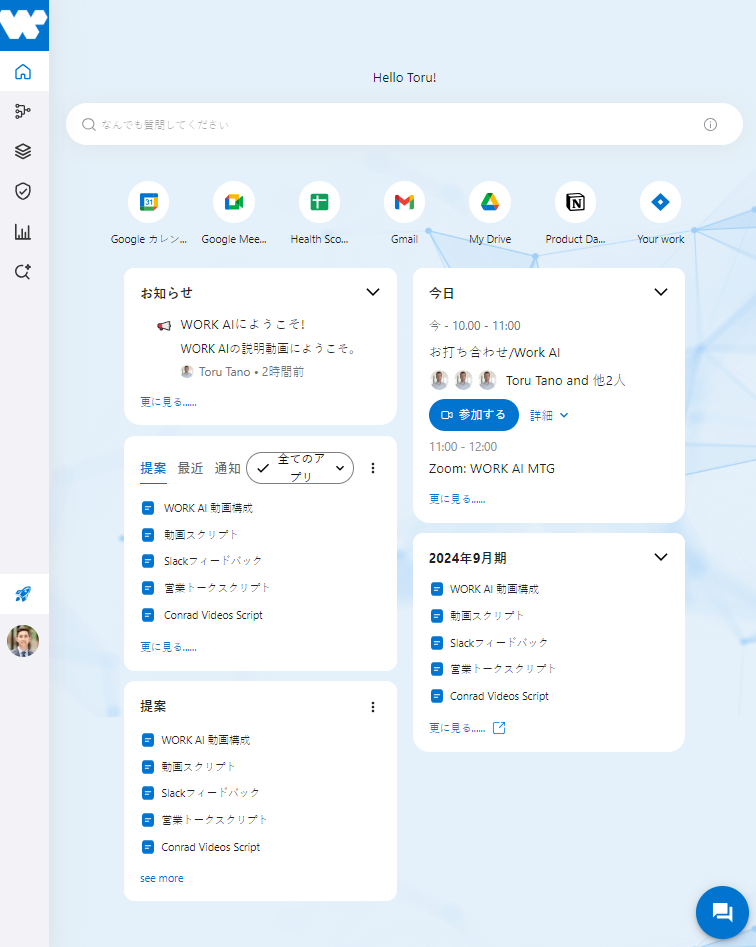 Hello Toru!
なんでも質問してください
31
Google カレン...
Google Mee...
Health Sco...
Gmail
My Drive
Product Da...
Your work
お知らせ
WORK AIにようこそ!
WORK AIの説明動画にようこそ。
Toru Tano • 2時間前
更に見る......
提案 最近 通知 全てのアプリ
WORK AI 動画構成
動画スクリプト
Slackフィードバック
営業トークスクリプト
Conrad Videos Script
更に見る......
提案
WORK AI 動画構成
動画スクリプト
Slackフィードバック
営業トークスクリプト
Conrad Videos Script
see more
今日
今 - 10.00 - 11:00
お打ち合わせ/Work AI
Toru Tano and 他2人
参加する 詳細
11:00 - 12:00
Zoom: WORK AI MTG
更に見る......
2024年9月期
WORK AI 動画構成
動画スクリプト
Slackフィードバック
営業トークスクリプト
Conrad Videos Script
更に見る......